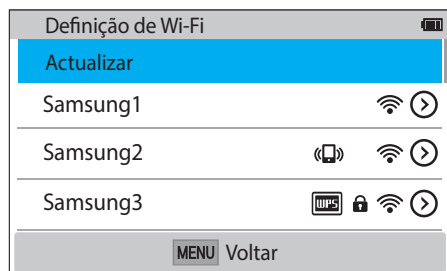 Definição de Wi-Fi
Actualizar
Samsung1
Samsung2
Samsung3 WPS
MENU Voltar